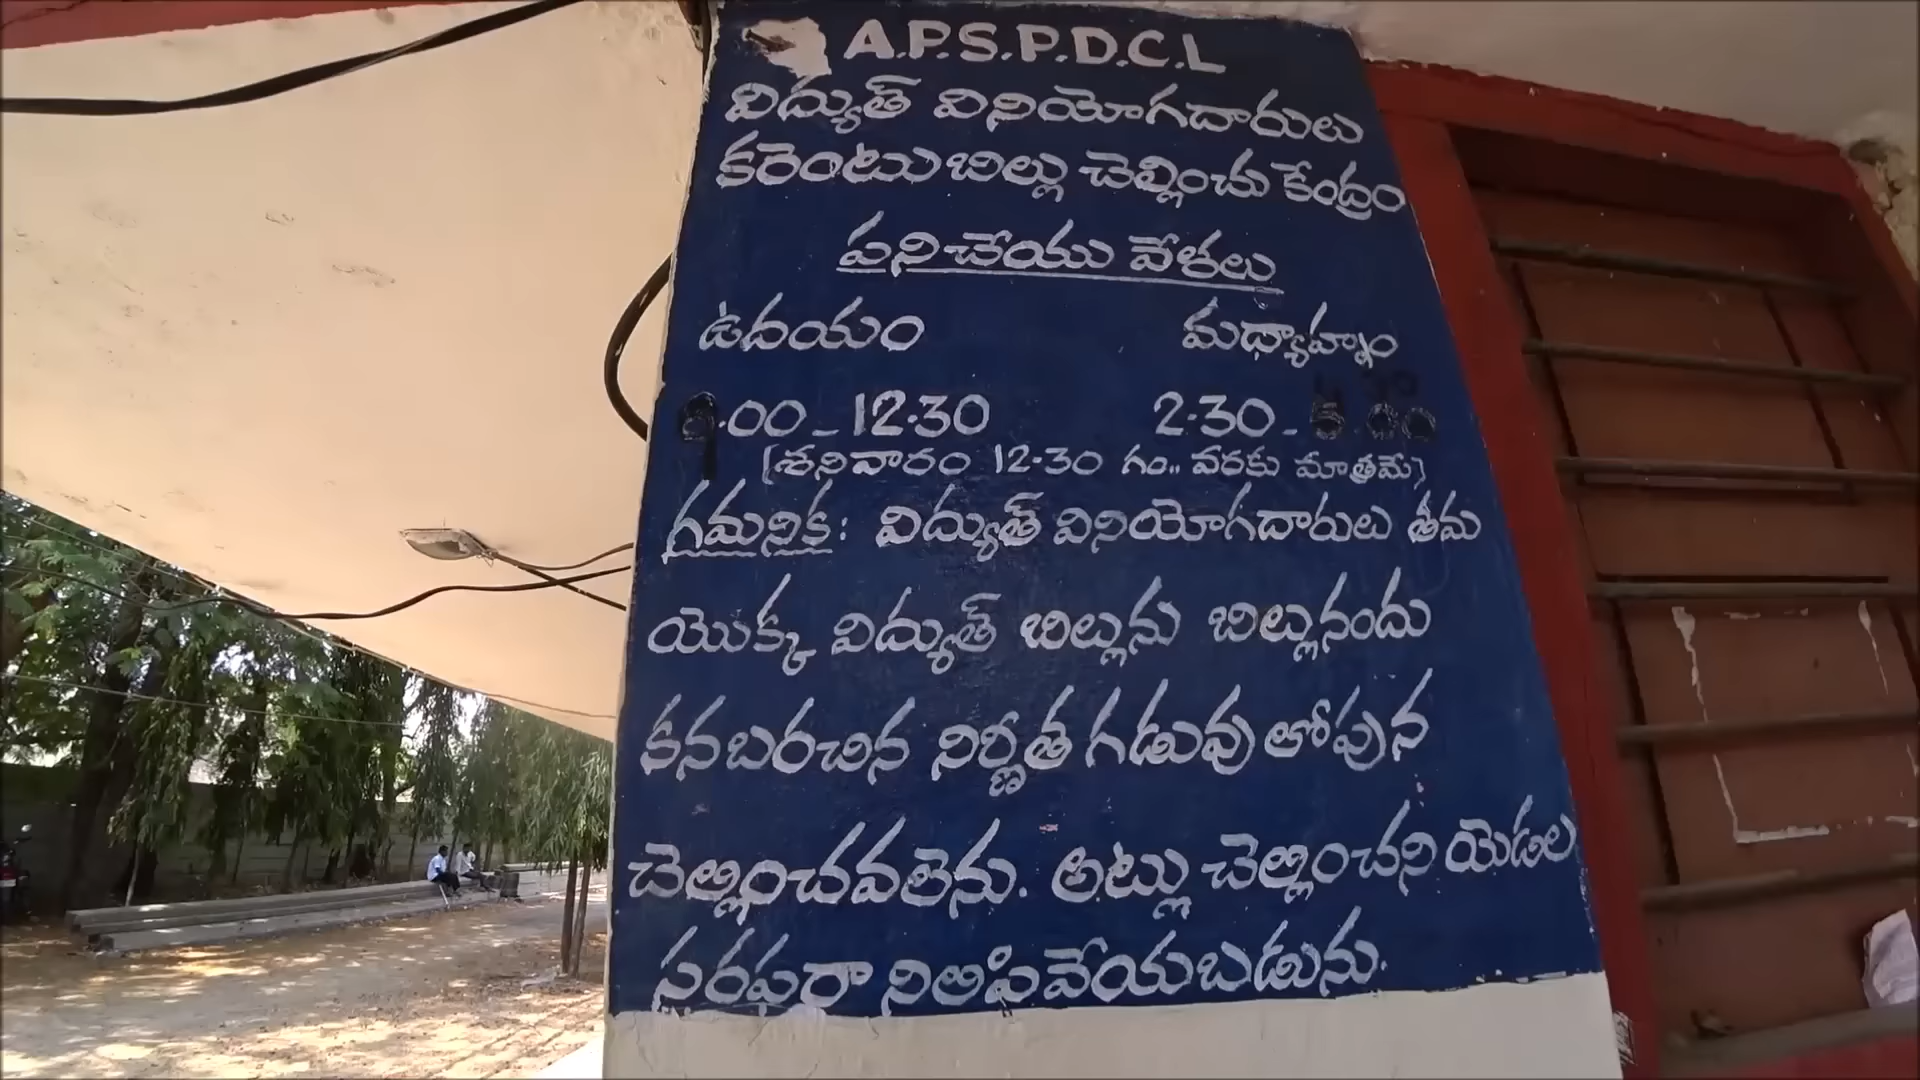 A.P.S.P.D.C.L
విద్యుత్ వినియోగదారులు
కరెంటు బిల్లు చెల్లించు కేంద్రం
పనిచేయు వేళలు
ఉదయం మధ్యాహ్నం
9.00 - 12.30 2.30 -
(శనివారం 12-30 గం.. వరకు మాత్రమే)
గమనిక: విద్యుత్ వినియోగదారులు తమ
యొక్క విద్యుత్ బిల్లును బిల్లునందు
కనబరచిన నిర్ణీత గడువు లోపున
చెల్లించవలెను. అట్లు చెల్లించని యెడల
సరఫరా నిలిపివేయబడును.